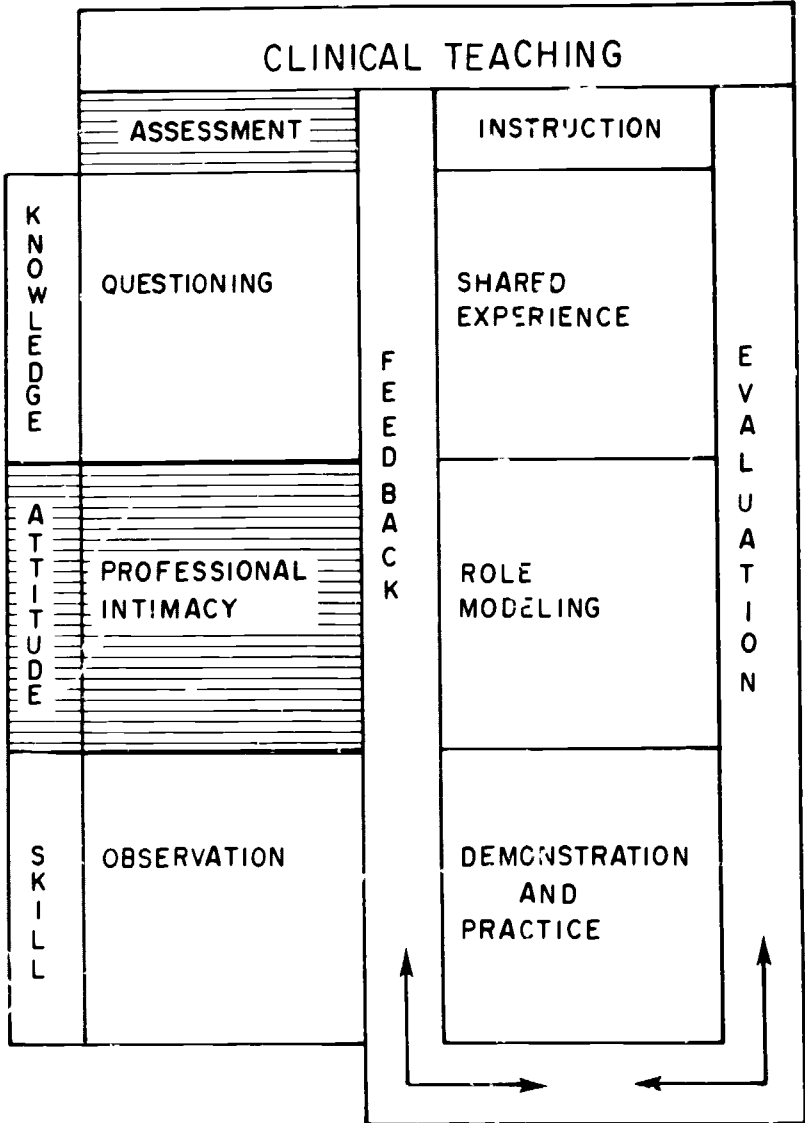 CLINICAL TEACHING
ASSESSMENT
INSTRUCTION
KNOWLEDGE
QUESTIONING
SHARED
EXPERIENCE
FEEDBACK
EVALUATION
ATTITUDE
PROFESSIONAL
INTIMACY
ROLE
MODELING
SKILL
OBSERVATION
DEMONSTRATION
AND
PRACTICE